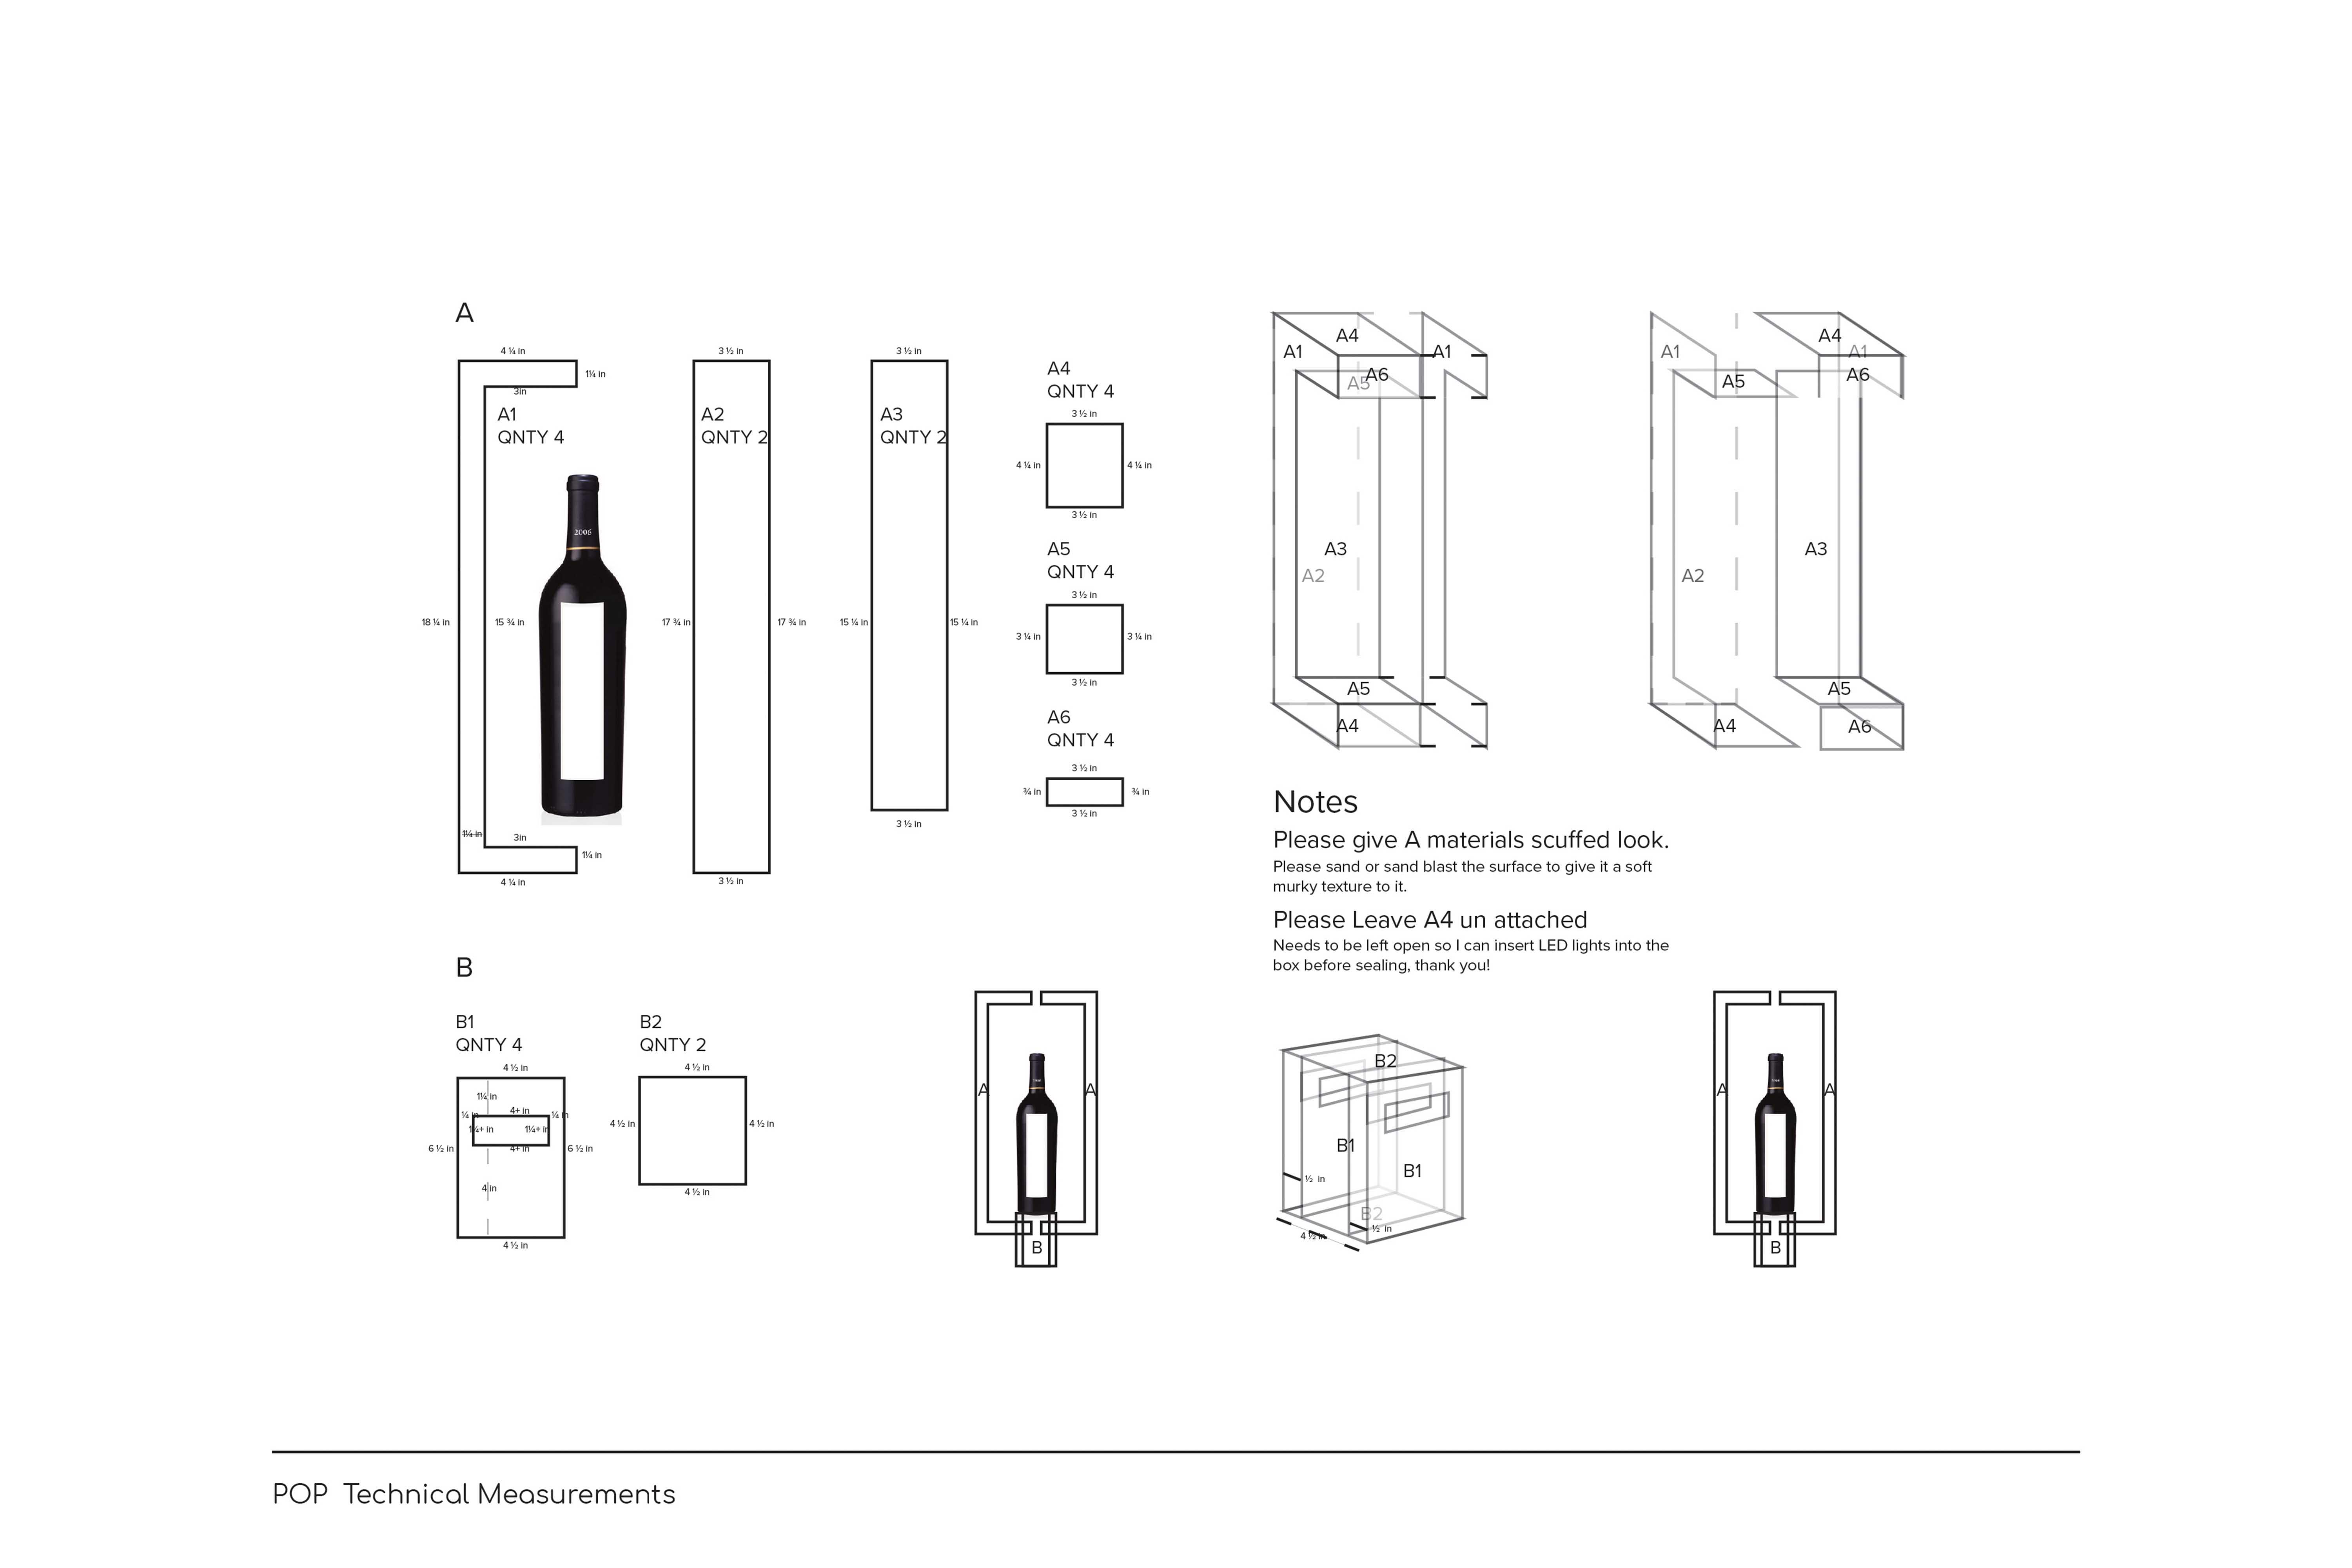 A
4 ¼ in
1¼ in
3in
A1
QNTY 4
18 ¼ in
15 ¾ in
2006
1¼ in
3in
1¼ in
4 ¼ in
3 ½ in
A2
QNTY 2
17 ¾ in
17 ¾ in
3 ½ in
3 ½ in
A3
QNTY 2
15 ¼ in
15 ¼ in
3 ½ in
A4
QNTY 4
3 ½ in
4 ¼ in
4 ¼ in
3 ½ in
A5
QNTY 4
3 ½ in
3 ¼ in
3 ¼ in
3 ½ in
A6
QNTY 4
3 ½ in
¾ in
¾ in
3 ½ in
A4
A1
A1
A5
A6
A3
A2
A5
A4
A4
A1
A1
A5
A6
A3
A2
A5
A4
A6
Notes
Please give A materials scuffed look.
Please sand or sand blast the surface to give it a soft
murky texture to it.
Please Leave A4 un attached
Needs to be left open so I can insert LED lights into the
box before sealing, thank you!
B
B1
QNTY 4
4 ½ in
1¼ in
4+ in
¼ in
¼ in
1¼+ in
1¼+ in
4+ in
6 ½ in
6 ½ in
4 in
4 ½ in
B2
QNTY 2
4 ½ in
4 ½ in
4 ½ in
4 ½ in
A
A
B
B2
B1
B1
½ in
B2
½ in
4 ½ in
A
A
B
POP Technical Measurements